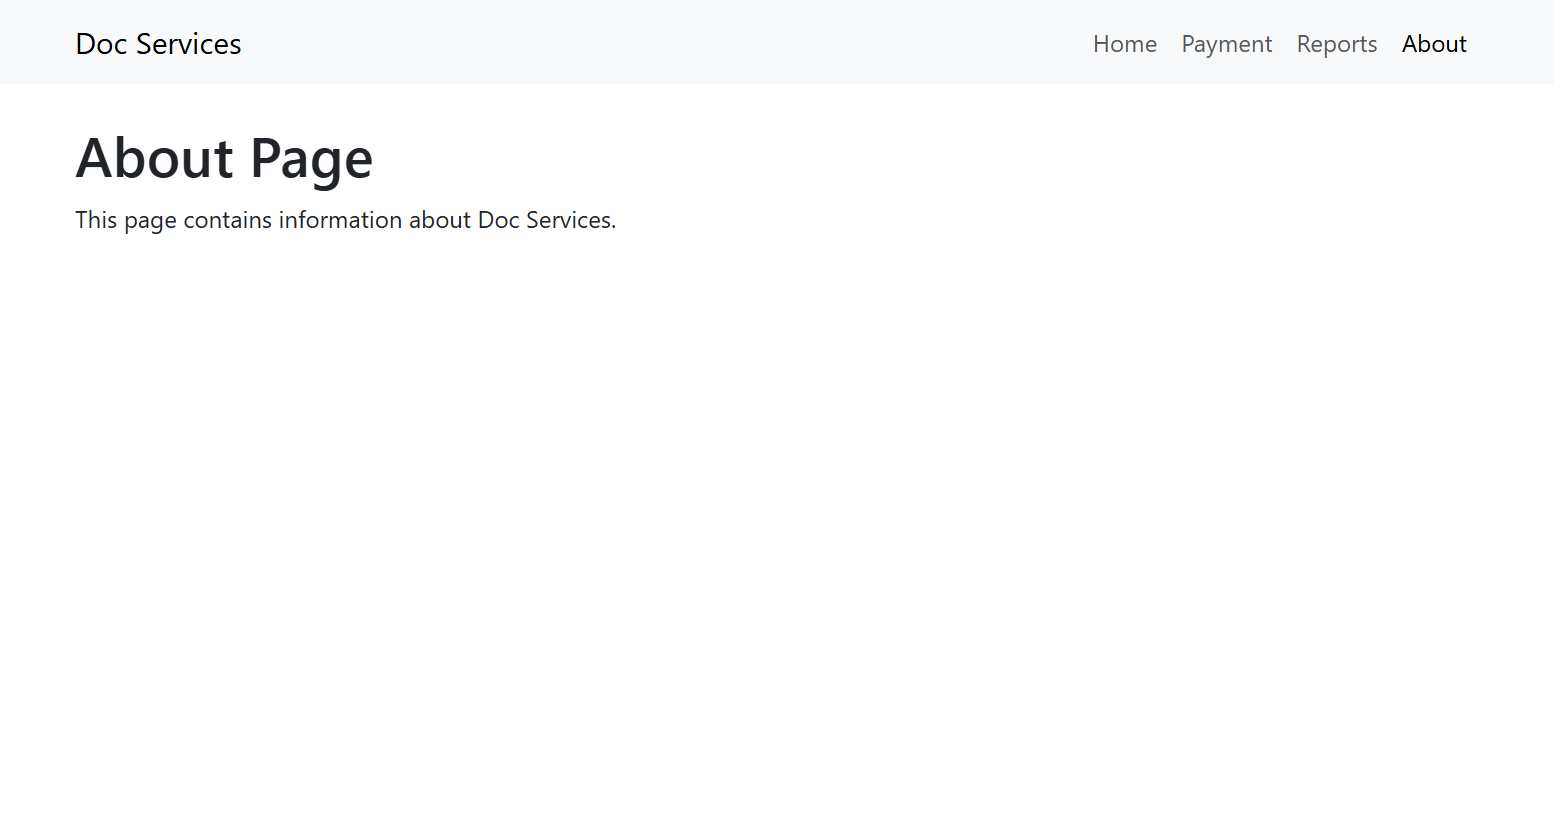 Doc Services Home Payment Reports About
About Page
This page contains information about Doc Services.